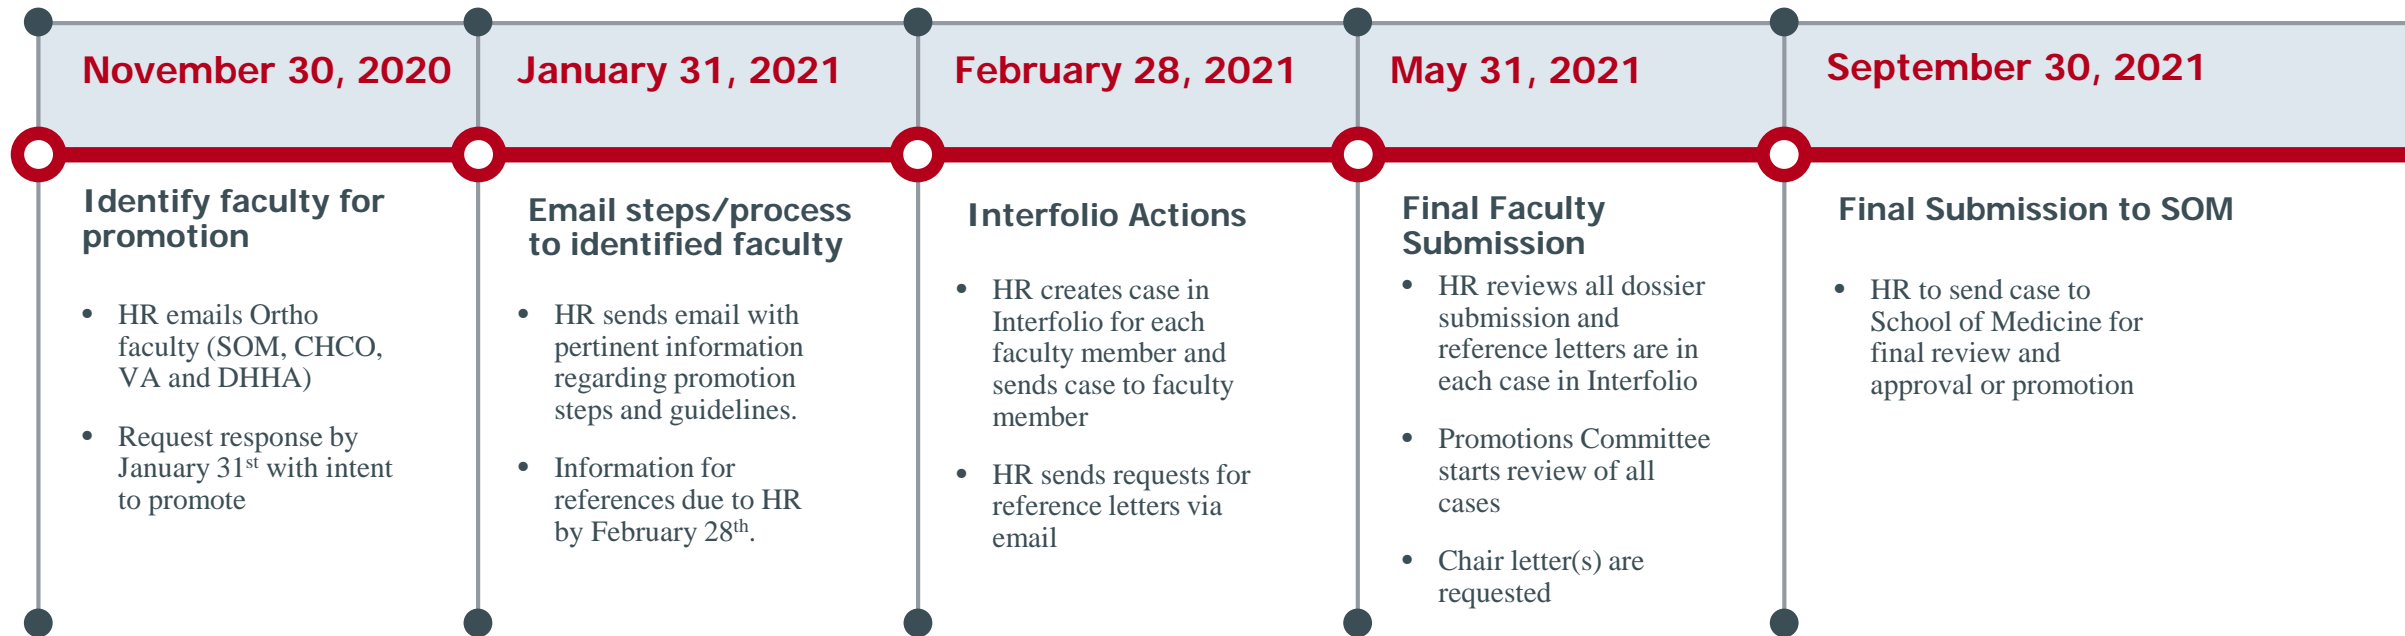 November 30, 2020
Identify faculty for
promotion
• HR emails Ortho
faculty (SOM, CHCO,
VA and DHHA)
• Request response by
January 31st with intent
to promote
January 31, 2021
Email steps/process
to identified faculty
• HR sends email with
pertinent information
regarding promotion
steps and guidelines.
• Information for
references due to HR
by February 28th.
February 28, 2021
Interfolio Actions
• HR creates case in
Interfolio for each
faculty member and
sends case to faculty
member
• HR sends requests for
reference letters via
email
May 31, 2021
Final Faculty
Submission
• HR reviews all dossier
submission and
reference letters are in
each case in Interfolio
• Promotions Committee
starts review of all
cases
• Chair letter(s) are
requested
September 30, 2021
Final Submission to SOM
• HR to send case to
School of Medicine for
final review and
approval or promotion